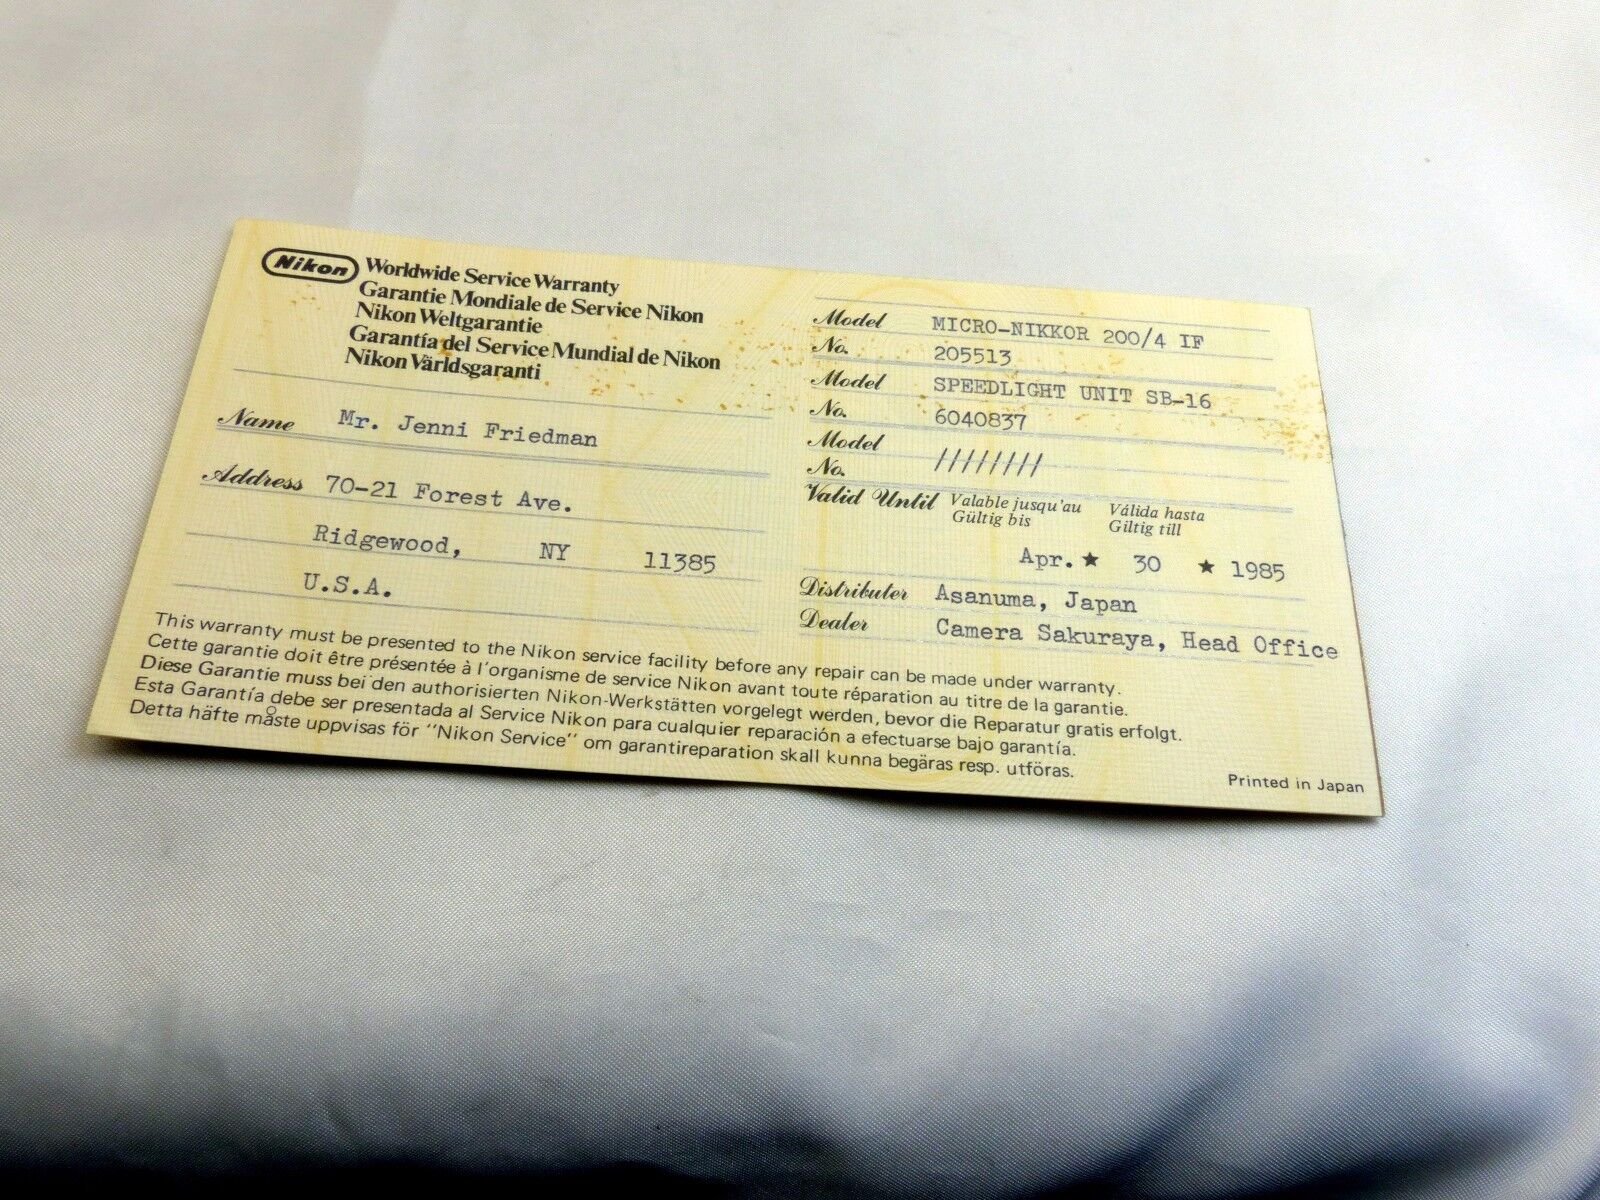 Nikon Worldwide Service Warranty
Garantie Mondiale de Service Nikon
Nikon Weltgarantie
Garantía del Service Mundial de Nikon
Nikon Världsgaranti
Name Mr. Jenni Friedman
Address 70-21 Forest Ave.
Ridgewood, NY 11385
U.S.A.
Model MICRO-NIKKOR 200/4 IF
No. 205513
Model SPEEDLIGHT UNIT SB-16
No. 6040837
Model ////////
No.
Valid Until Valable jusqu'au Válida hasta
Gültig bis Giltig till
Apr. ★ 30 ★ 1985
Distributer Asanuma, Japan
Dealer Camera Sakuraya, Head Office
This warranty must be presented to the Nikon service facility before any repair can be made under warranty.
Cette garantie doit être présentée à l'organisme de service Nikon avant toute réparation au titre de la garantie.
Diese Garantie muss bei den authorisierten Nikon-Werkstätten vorgelegt werden, bevor die Reparatur gratis erfolgt.
Esta Garantía debe ser presentada al Service Nikon para cualquier reparación a efectuarse bajo garantía.
Detta häfte måste uppvisas för "Nikon Service" om garantireparation skall kunna begäras resp. utföras.
Printed in Japan